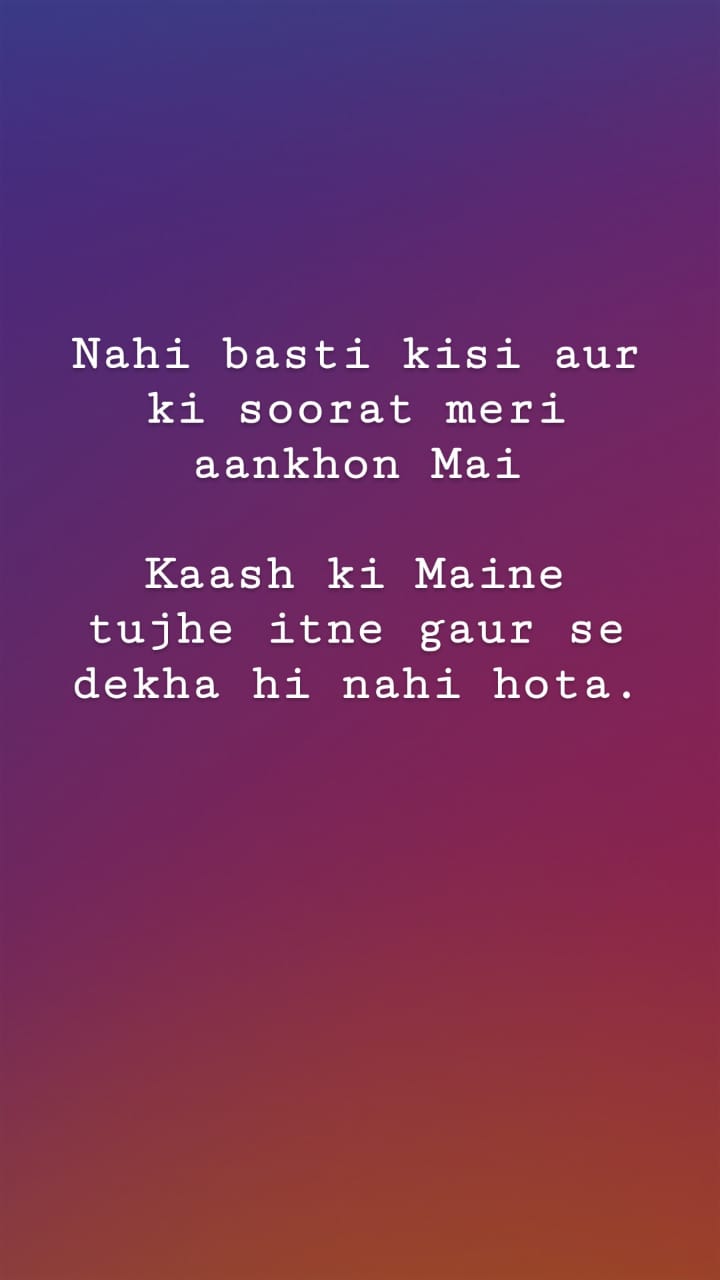 Nahi basti kisi aur
ki soorat meri
aankhon Mai
Kaash ki Maine
tujhe itne gaur se
dekha hi nahi hota.